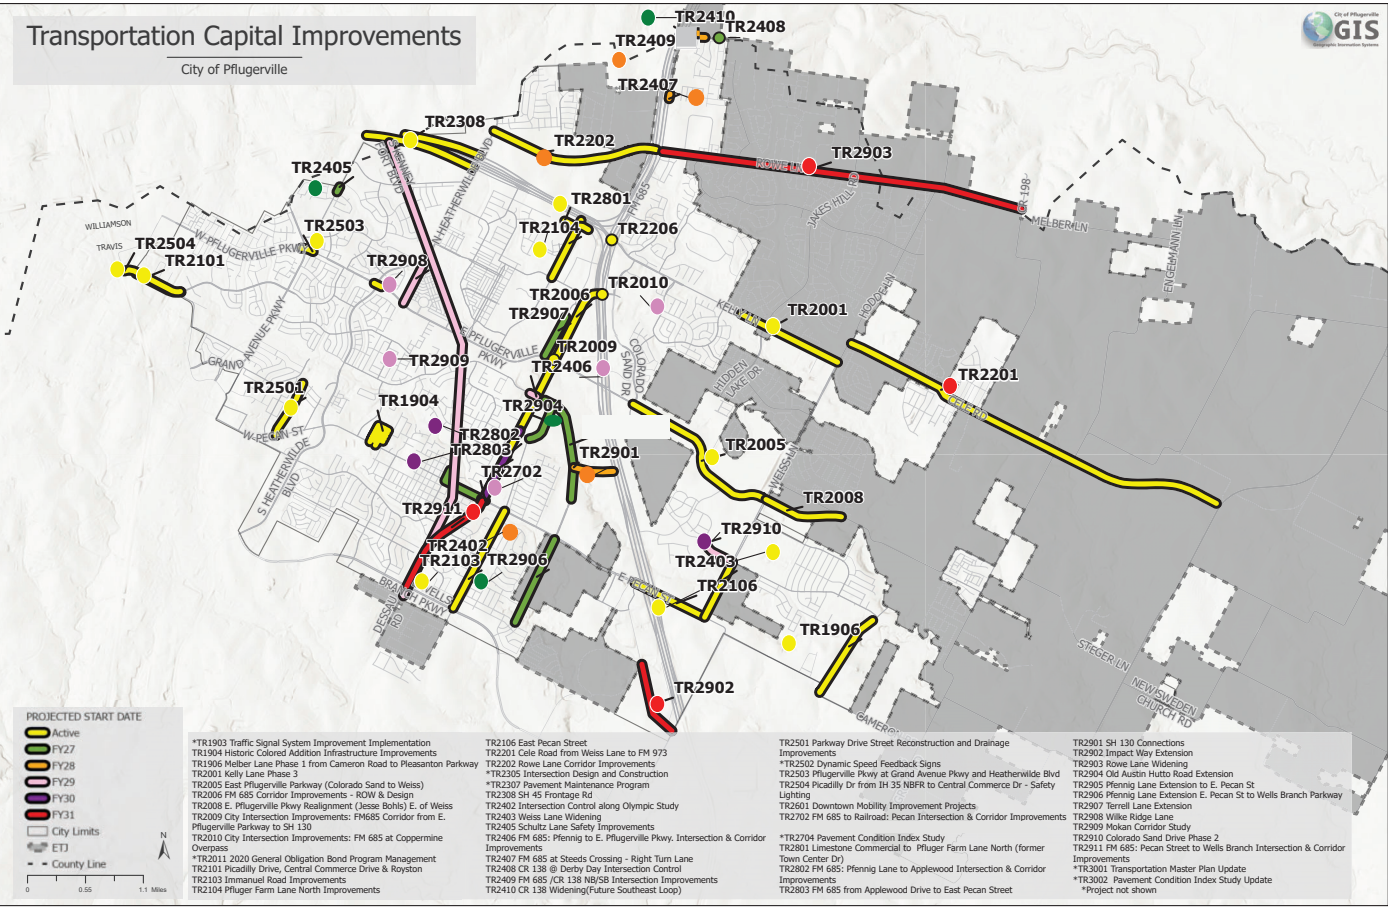 Transportation Capital Improvements
City of Pflugerville
City of Pflugerville
GIS
Geographic Information Systems
TR2410
TR2408
TR2409
TR2407
TR2308
TR2202
TR2903
ROWE LN
TR2405
FORT BLVD
N HEATHERWILDE BLVD
FM 685
JAKES HILL RD
CR-198
MELBER LN
ENGELMANN LN
TR2801
WILLIAMSON
TRAVIS
W PFLUGERVILLE PKWY
TR2503
TR2104
TR2206
TR2504
TR2101
TR2908
TR2006
TR2010
HODDE LN
KELLY LN
TR2001
TR2907
GRAND AVENUE PKWY
S PFLUGERVILLE
PKWY
TR2009
TR2909
TR2406
COLORADO
SAND DR
HIDDEN
LAKE DR
TR2201
CELE RD
TR2501
TR1904
TR2904
W PECAN ST
TR2802
TR2803
TR2901
TR2005
S HEATHERWILDE
BLVD
WEISS LN
TR2702
TR2008
TR2911
TR2910
TR2402
TR2403
TR2103
TR2906
E PECAN ST
TR2106
WELLS
BRANCH PKWY
DESSAU
RD
TR1906
STEGER LN
NEW SWEDEN
CHURCH RD
TR2902
CAMERON
PROJECTED START DATE
Active
FY27
FY28
FY29
FY30
FY31
City Limits
ETJ
County Line
N
0 0.55 1.1 Miles
*TR1903 Traffic Signal System Improvement Implementation
TR1904 Historic Colored Addition Infrastructure Improvements
TR1906 Melber Lane Phase 1 from Cameron Road to Pleasanton Parkway
TR2001 Kelly Lane Phase 3
TR2005 East Pflugerville Parkway (Colorado Sand to Weiss)
TR2006 FM 685 Corridor Improvements - ROW & Design
TR2008 E. Pflugerville Pkwy Realignment (Jesse Bohls) E. of Weiss
TR2009 City Intersection Improvements: FM685 Corridor from E.
Pflugerville Parkway to SH 130
TR2010 City Intersection Improvements: FM 685 at Coppermine
Overpass
*TR2011 2020 General Obligation Bond Program Management
TR2101 Picadilly Drive, Central Commerce Drive & Royston
TR2103 Immanuel Road Improvements
TR2104 Pfluger Farm Lane North Improvements
TR2106 East Pecan Street
TR2201 Cele Road from Weiss Lane to FM 973
TR2202 Rowe Lane Corridor Improvements
*TR2305 Intersection Design and Construction
*TR2307 Pavement Maintenance Program
TR2308 SH 45 Frontage Rd
TR2402 Intersection Control along Olympic Study
TR2403 Weiss Lane Widening
TR2405 Schultz Lane Safety Improvements
TR2406 FM 685: Pfennig to E. Pflugerville Pkwy. Intersection & Corridor
Improvements
TR2407 FM 685 at Steeds Crossing - Right Turn Lane
TR2408 CR 138 @ Derby Day Intersection Control
TR2409 FM 685 /CR 138 NB/SB Intersection Improvements
TR2410 CR 138 Widening(Future Southeast Loop)
TR2501 Parkway Drive Street Reconstruction and Drainage
Improvements
*TR2502 Dynamic Speed Feedback Signs
TR2503 Pflugerville Pkwy at Grand Avenue Pkwy and Heatherwilde Blvd
TR2504 Picadilly Dr from IH 35 NBFR to Central Commerce Dr - Safety
Lighting
TR2601 Downtown Mobility Improvement Projects
TR2702 FM 685 to Railroad: Pecan Intersection & Corridor Improvements
*TR2704 Pavement Condition Index Study
TR2801 Limestone Commercial to Pfluger Farm Lane North (former
Town Center Dr)
TR2802 FM 685: Pfennig Lane to Applewood Intersection & Corridor
Improvements
TR2803 FM 685 from Applewood Drive to East Pecan Street
TR2901 SH 130 Connections
TR2902 Impact Way Extension
TR2903 Rowe Lane Widening
TR2904 Old Austin Hutto Road Extension
TR2905 Pfennig Lane Extension to E. Pecan St
TR2906 Pfennig Lane Extension E. Pecan St to Wells Branch Parkway
TR2907 Terrell Lane Extension
TR2908 Wilke Ridge Lane
TR2909 Mokan Corridor Study
TR2910 Colorado Sand Drive Phase 2
TR2911 FM 685: Pecan Street to Wells Branch Intersection & Corridor
Improvements
*TR3001 Transportation Master Plan Update
*TR3002 Pavement Condition Index Study Update
*Project not shown